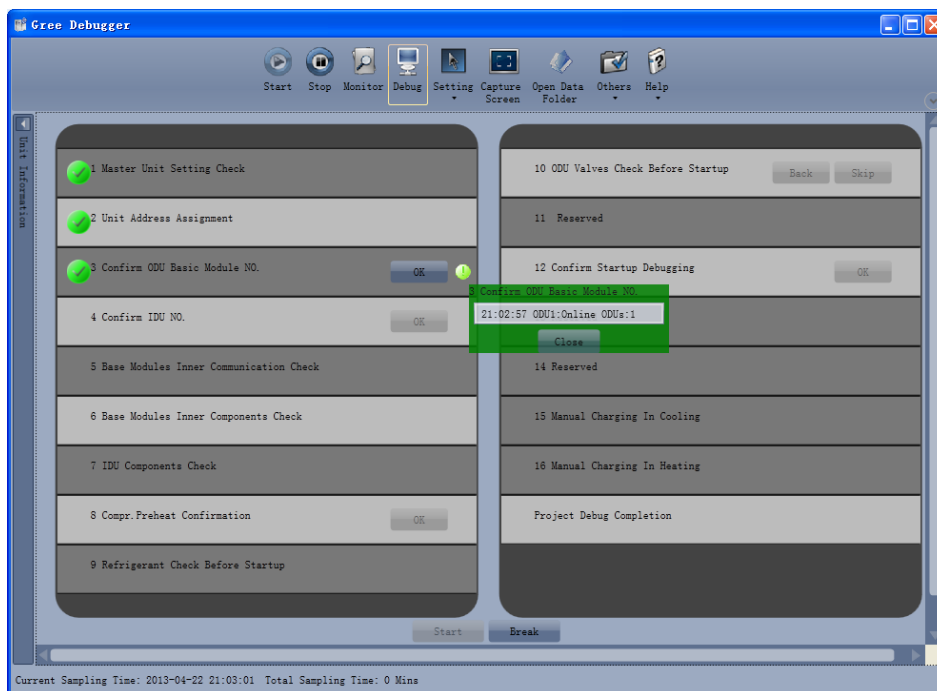 Gree Debugger
Start Stop Monitor Debug Setting Capture Screen Open Data Folder Others Help
Unit Information
1 Master Unit Setting Check
2 Unit Address Assignment
3 Confirm ODU Basic Module NO. OK
4 Confirm IDU NO. OK
5 Base Modules Inner Communication Check
6 Base Modules Inner Components Check
7 IDU Components Check
8 Compr.Preheat Confirmation OK
9 Refrigerant Check Before Startup
10 ODU Valves Check Before Startup Back Skip
11 Reserved
12 Confirm Startup Debugging OK
3 Confirm ODU Basic Module NO.
21:02:57 ODU1:Online ODUs:1
Close
14 Reserved
15 Manual Charging In Cooling
16 Manual Charging In Heating
Project Debug Completion
Start Break
Current Sampling Time: 2013-04-22 21:03:01 Total Sampling Time: 0 Mins